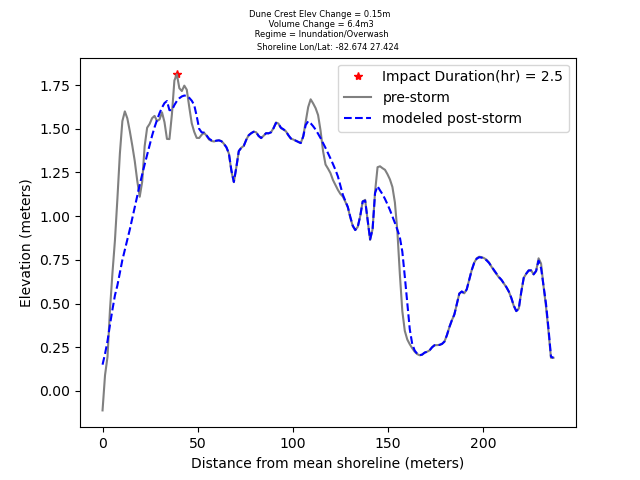 Dune Crest Elev Change = 0.15m
Volume Change = 6.4m3
Regime = Inundation/Overwash
Shoreline Lon/Lat: -82.674 27.424
Impact Duration(hr) = 2.5
pre-storm
modeled post-storm
Elevation (meters)
1.75
1.50
1.25
1.00
0.75
0.50
0.25
0.00
0 50 100 150 200
Distance from mean shoreline (meters)